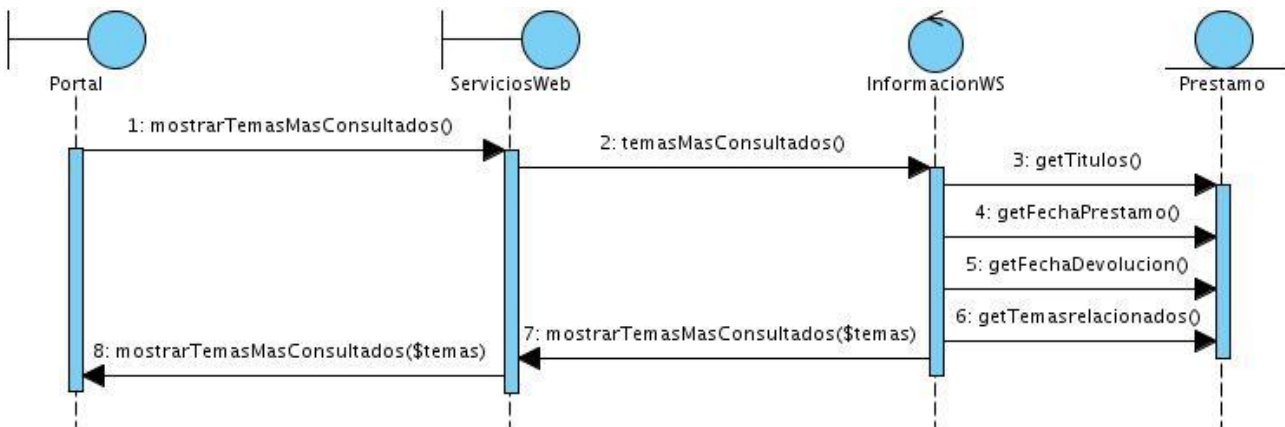 Portal
ServiciosWeb
InformacionWS
Prestamo
1: mostrarTemasMasConsultados()
2: temasMasConsultados()
3: getTitulos()
4: getFechaPrestamo()
5: getFechaDevolucion()
6: getTemasrelacionados()
7: mostrarTemasMasConsultados($temas)
8: mostrarTemasMasConsultados($temas)